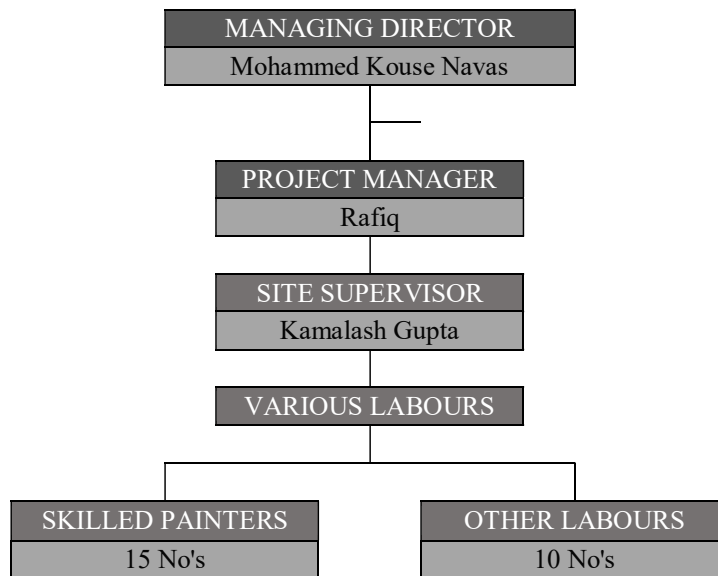 MANAGING DIRECTOR
Mohammed Kouse Navas
PROJECT MANAGER
Rafiq
SITE SUPERVISOR
Kamalash Gupta
VARIOUS LABOURS
SKILLED PAINTERS
15 No's
OTHER LABOURS
10 No's